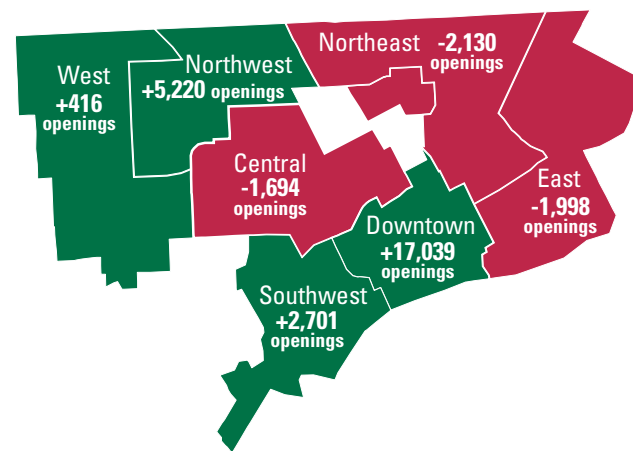 West
+416
openings
Northwest
+5,220 openings
Northeast -2,130
openings
Central
-1,694
openings
East
-1,998
openings
Downtown
+17,039
openings
Southwest
+2,701
openings